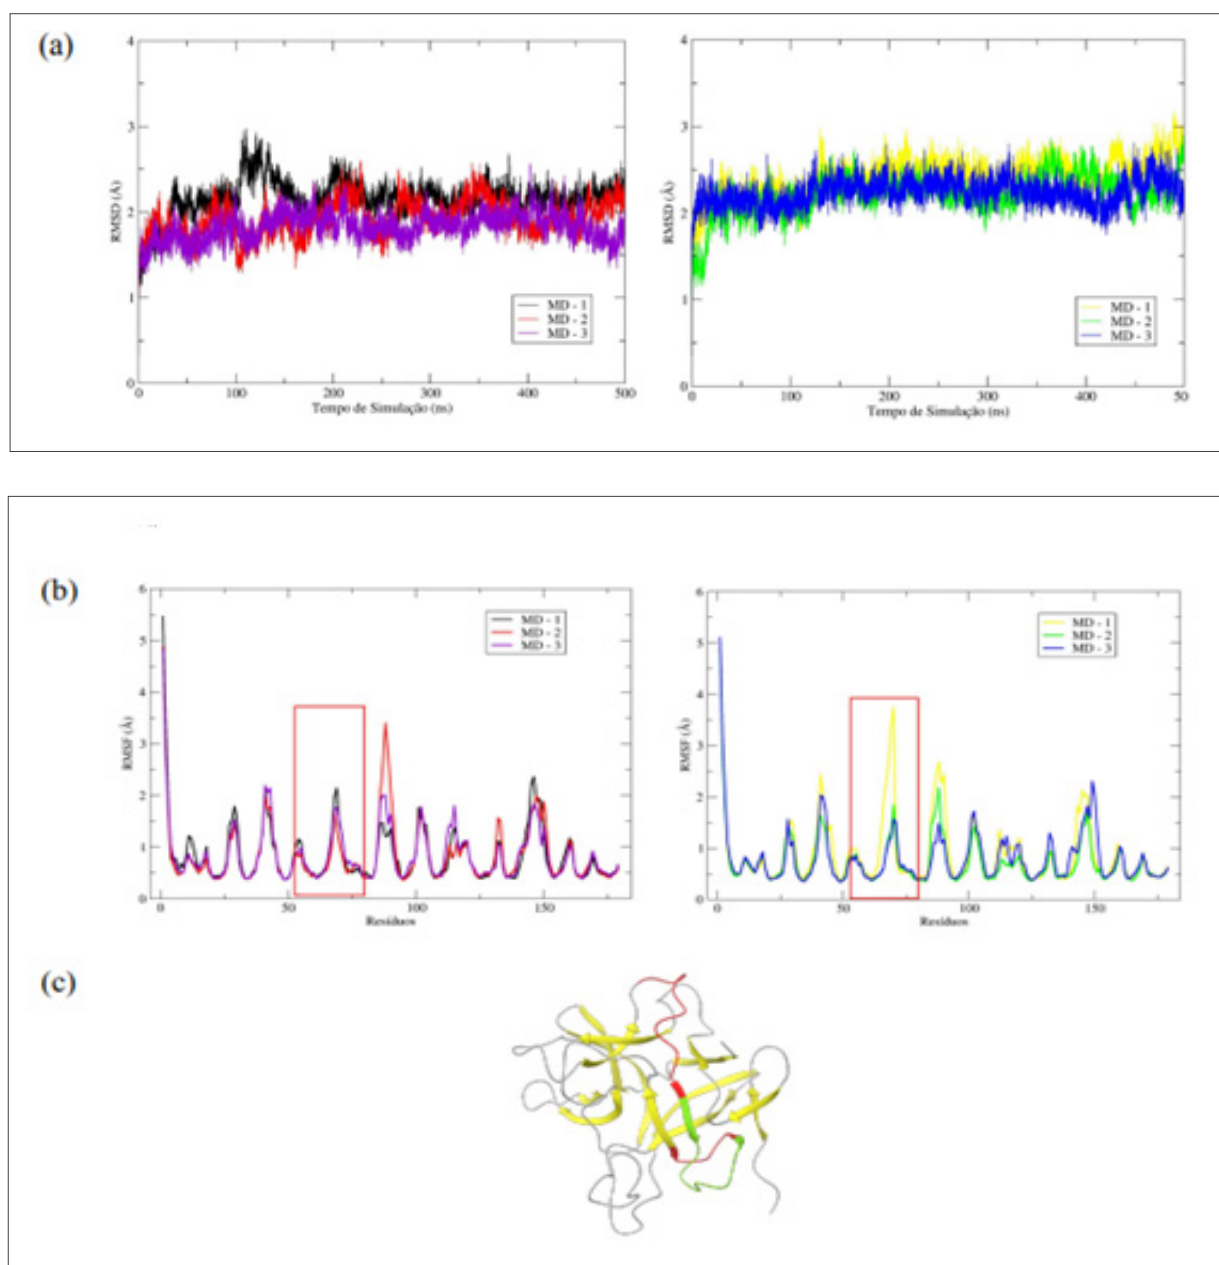 (a)
4
3
2
1
0
RMSD (Å)
MD - 1
MD - 2
MD - 3
0 100 200 300 400 500
Tempo de Simulação (ns)
4
3
2
1
0
RMSD (Å)
MD - 1
MD - 2
MD - 3
0 100 200 300 400 50
Tempo de Simulação (ns)
(b)
6
5
4
3
2
1
0
RMSF (Å)
MD - 1
MD - 2
MD - 3
0 50 100 150
Resíduos
6
5
4
3
2
1
0
RMSF (Å)
MD - 1
MD - 2
MD - 3
0 50 100 150
Resíduos
(c)